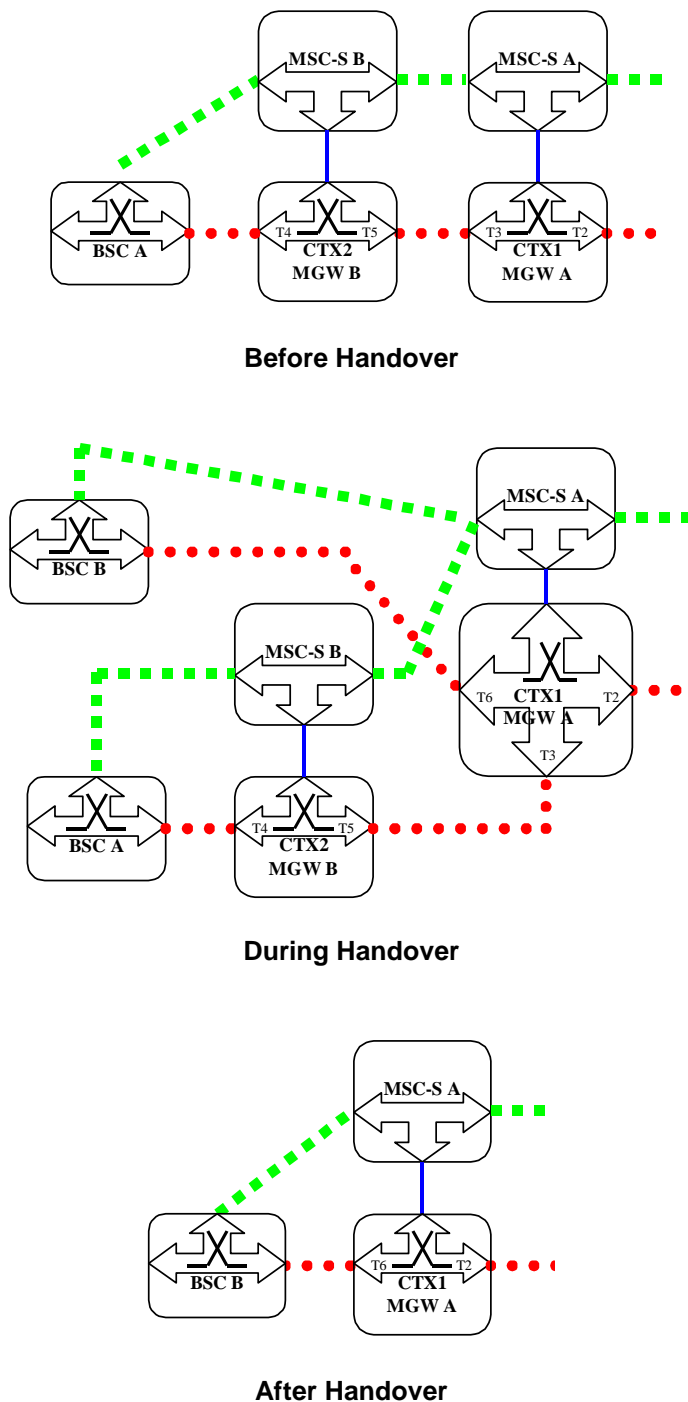 MSC-S B
MSC-S A
T4
T5
T3
T2
BSC A
CTX2
CTX1
MGW B
MGW A
Before Handover
MSC-S A
BSC B
MSC-S B
T6
CTX1
T2
MGW A
T3
T4
T5
BSC A
CTX2
MGW B
During Handover
MSC-S A
T6
T2
BSC B
CTX1
MGW A
After Handover